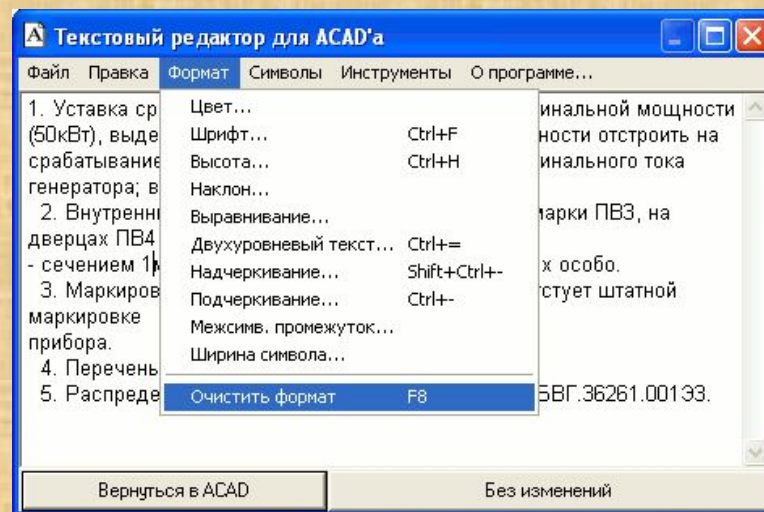 Текстовый редактор для ACAD'а
Файл Правка Формат Символы Инструменты О программе...
1. Уставка ср
инальной мощности
(50кВт), выде
ности отстроить на
срабатывание
инального тока
генератора; в
2. Внутренн
марки ПВ3, на
дверцах ПВ4
- сечением 1
х особо.
3. Маркиров
тствует штатной
маркировке
прибора.
4. Перечень
5. Распреде
БВГ.36261.001Э3.
Цвет...
Шрифт... Ctrl+F
Высота... Ctrl+H
Наклон...
Выравнивание...
Двухуровневый текст... Ctrl+=
Надчеркивание... Shift+Ctrl+-
Подчеркивание... Ctrl+-
Межсимв. промежуток...
Ширина символа...
Очистить формат F8
Вернуться в ACAD
Без изменений